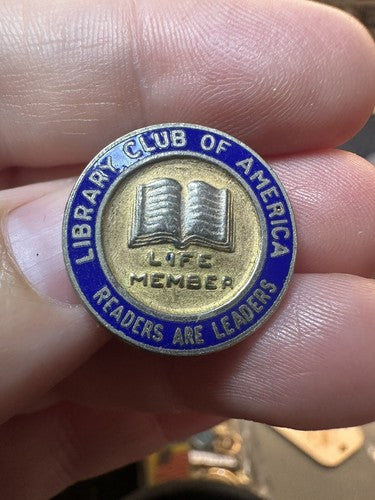 LIBRARY CLUB OF AMERICA
LIFE
MEMBER
READERS ARE LEADERS